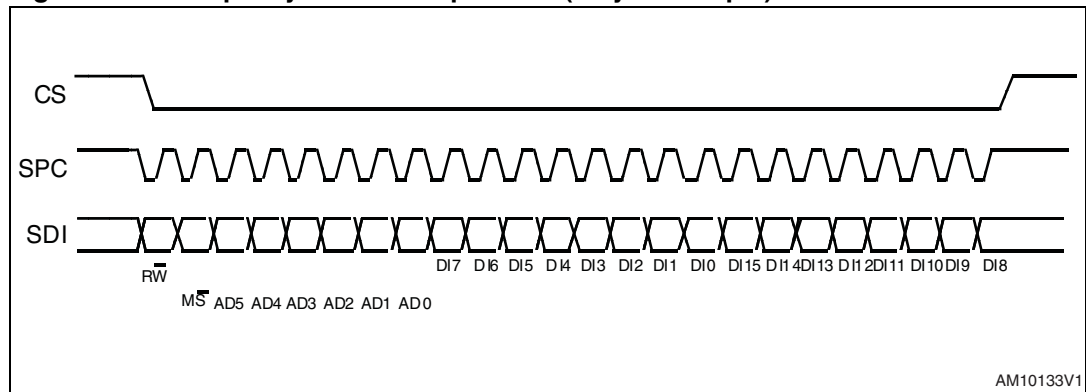 CS
SPC
SDI
RW DI7 DI6 DI5 DI4 DI3 DI2 DI1 DI0 DI15 DI14 DI13 DI12 DI11 DI10 DI9 DI8
MS AD5 AD4 AD3 AD2 AD1 AD0
AM10133V1